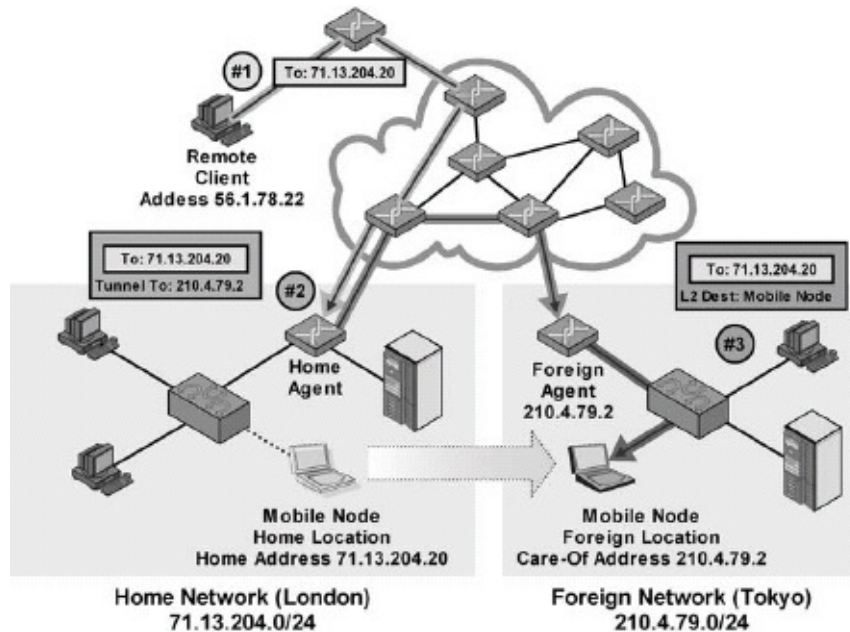 #1
To: 71.13.204.20
Remote
Client
Addess 56.1.78.22
To: 71.13.204.20
Tunnel To: 210.4.79.2
#2
To: 71.13.204.20
L2 Dest: Mobile Node
#3
Home
Agent
Foreign
Agent
210.4.79.2
Mobile Node
Home Location
Home Address 71.13.204.20
Mobile Node
Foreign Location
Care-Of Address 210.4.79.2
Home Network (London)
71.13.204.0/24
Foreign Network (Tokyo)
210.4.79.0/24